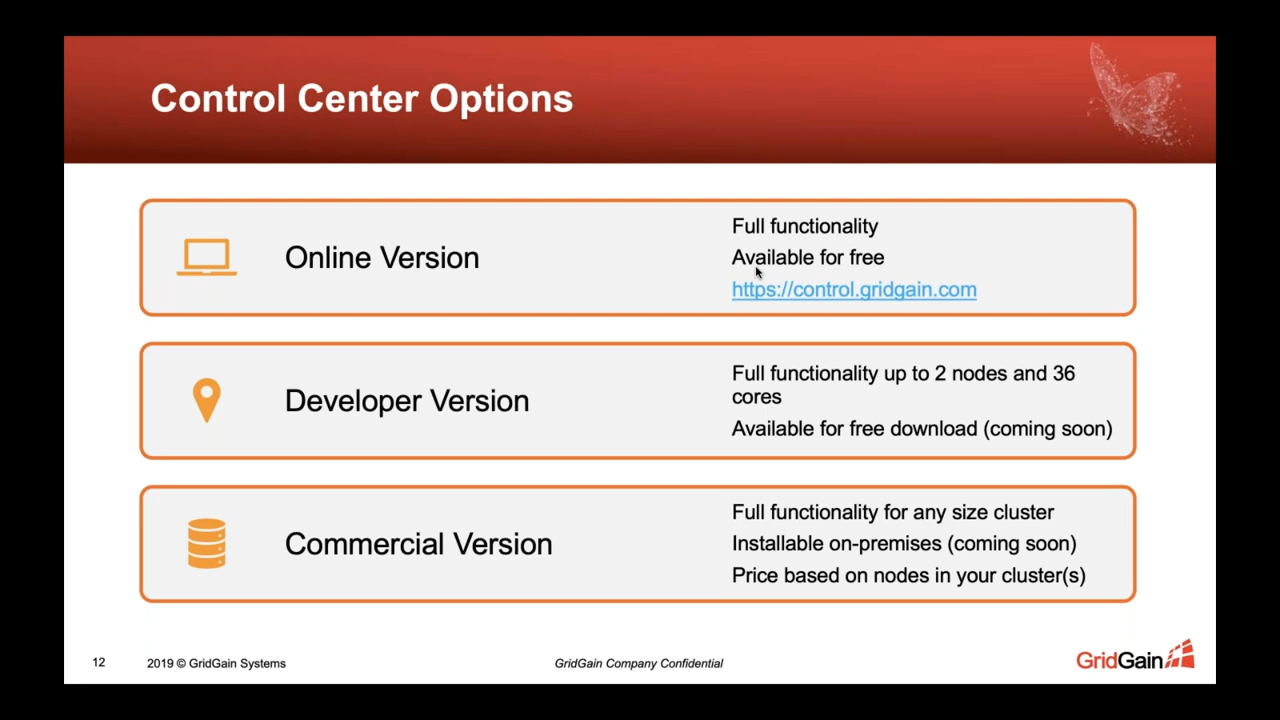 Control Center Options
Online Version
Full functionality
Available for free
https://control.gridgain.com
Developer Version
Full functionality up to 2 nodes and 36
cores
Available for free download (coming soon)
Commercial Version
Full functionality for any size cluster
Installable on-premises (coming soon)
Price based on nodes in your cluster(s)
12
2019 © GridGain Systems
GridGain Company Confidential
GridGain